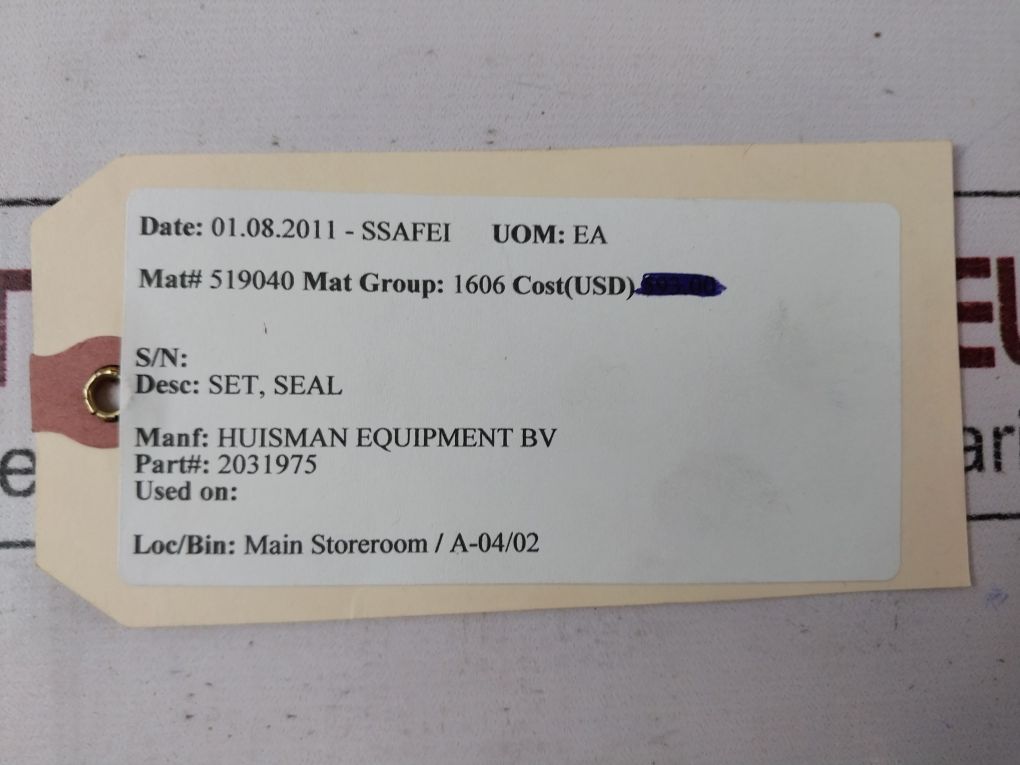 Date: 01.08.2011 - SSAFEI UOM: EA
Mat# 519040 Mat Group: 1606 Cost(USD)
S/N:
Desc: SET, SEAL
Manf: HUISMAN EQUIPMENT BV
Part#: 2031975
Used on:
Loc/Bin: Main Storeroom / A-04/02